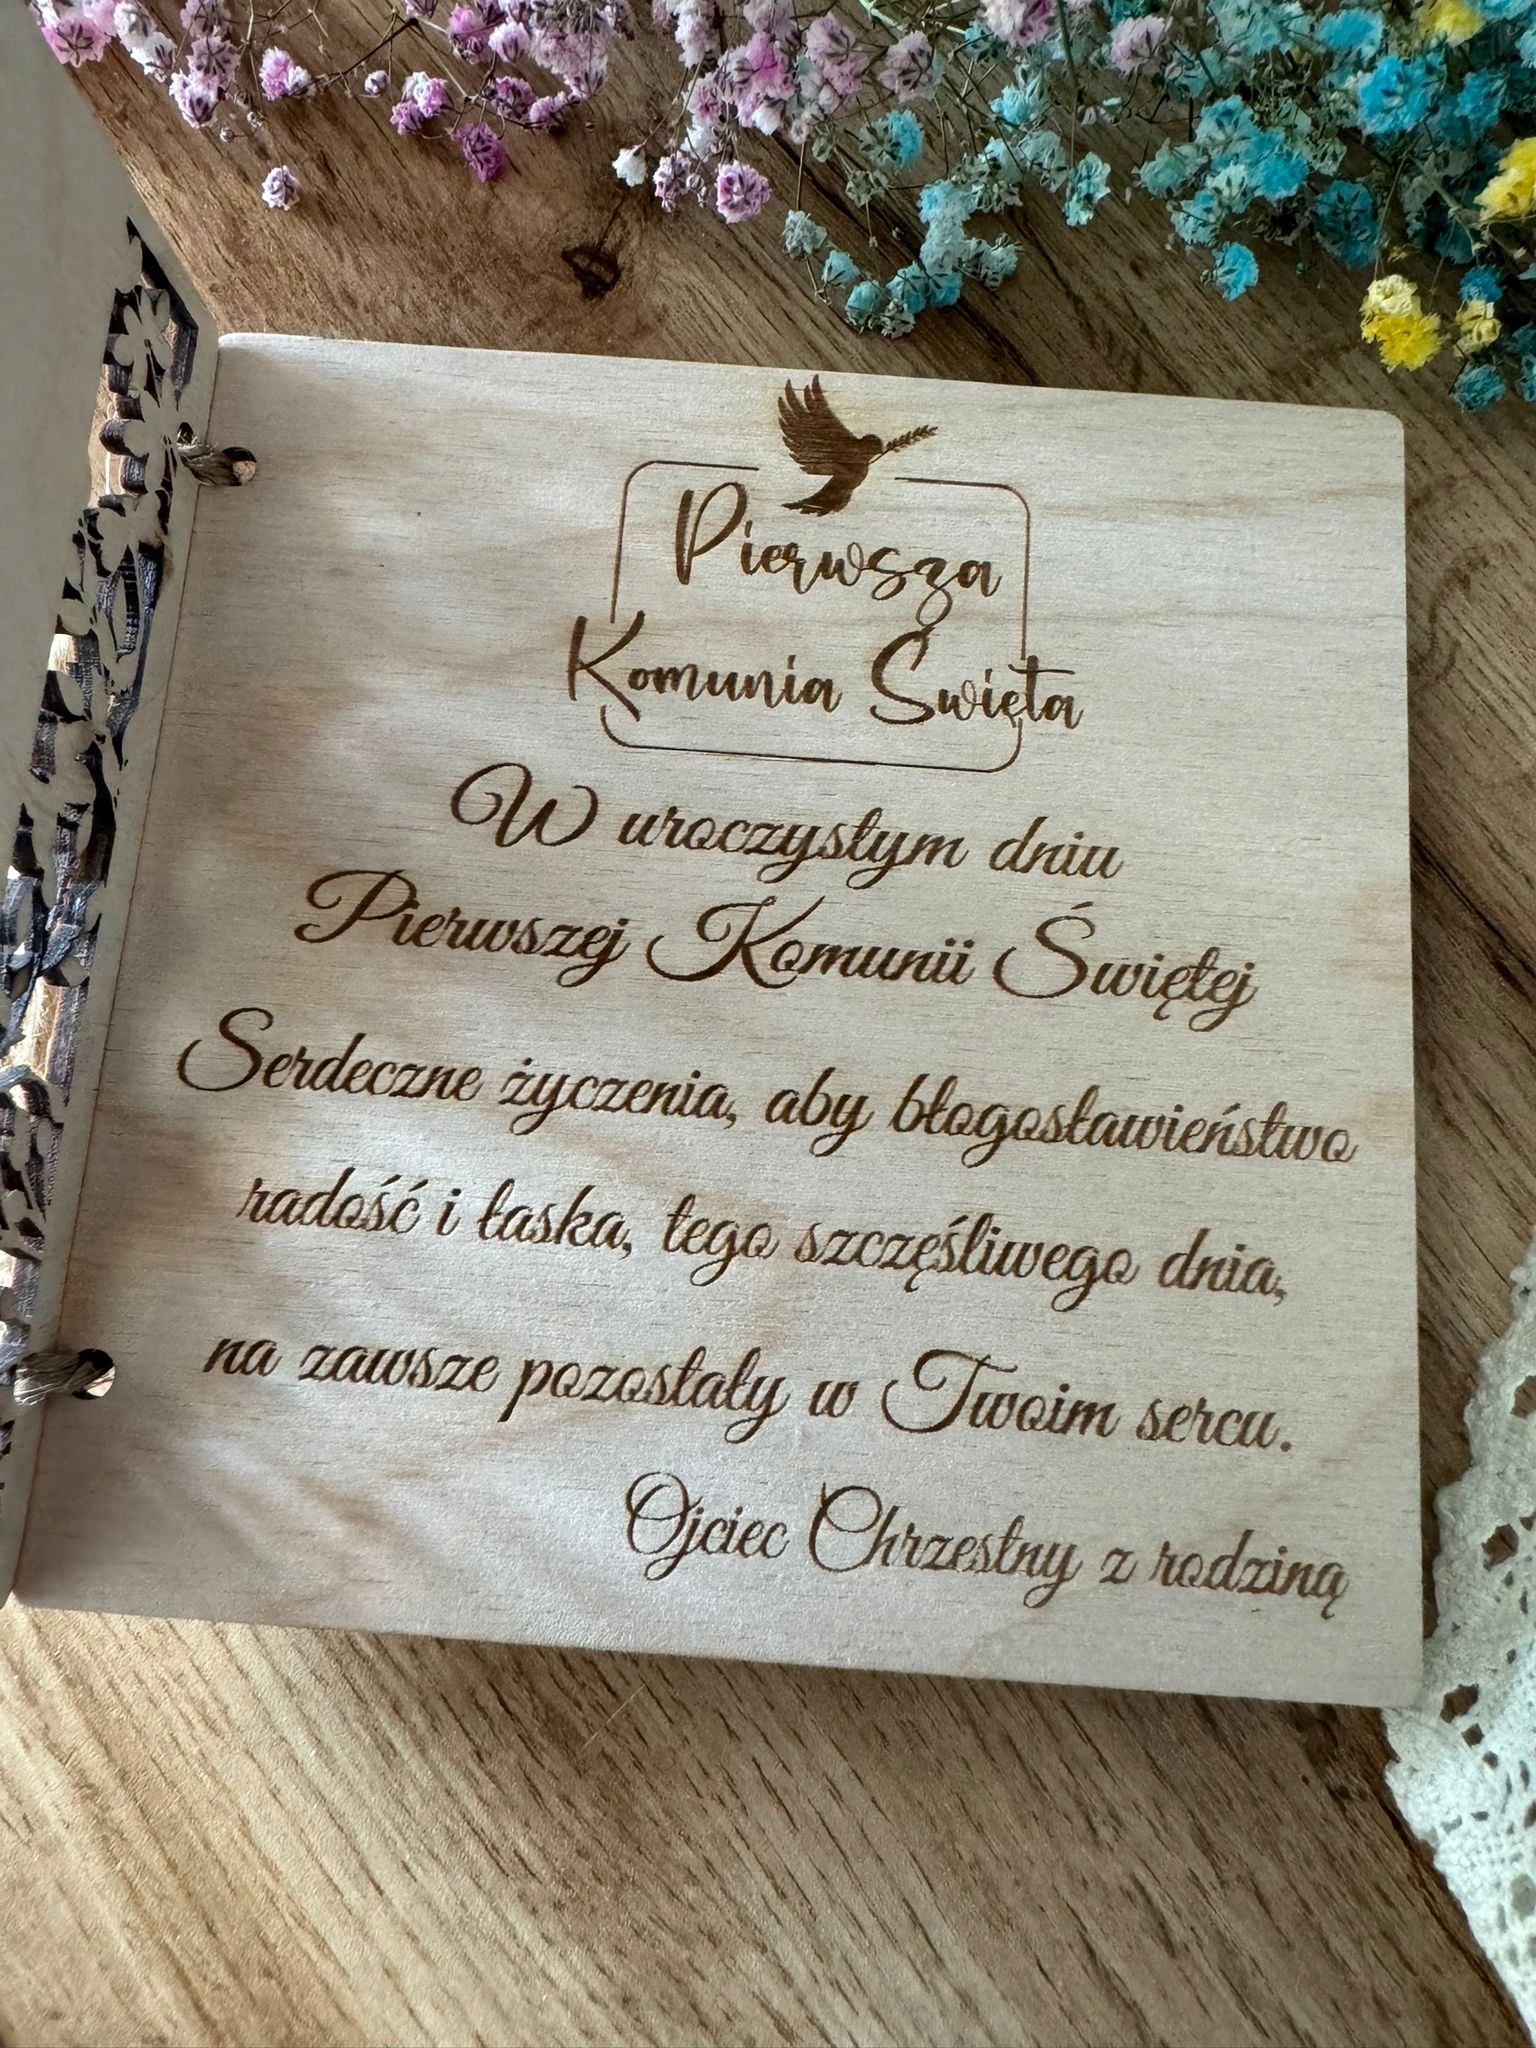 Pierwsza
Komunia Święta
W uroczystym dniu
Pierwszej Komunii Świętej
Serdeczne życzenia, aby błogosławieństwo
radość i łaska, tego szczęśliwego dnia,
na zawsze pozostały w Twoim sercu.
Ojciec Chrzestny z rodziną